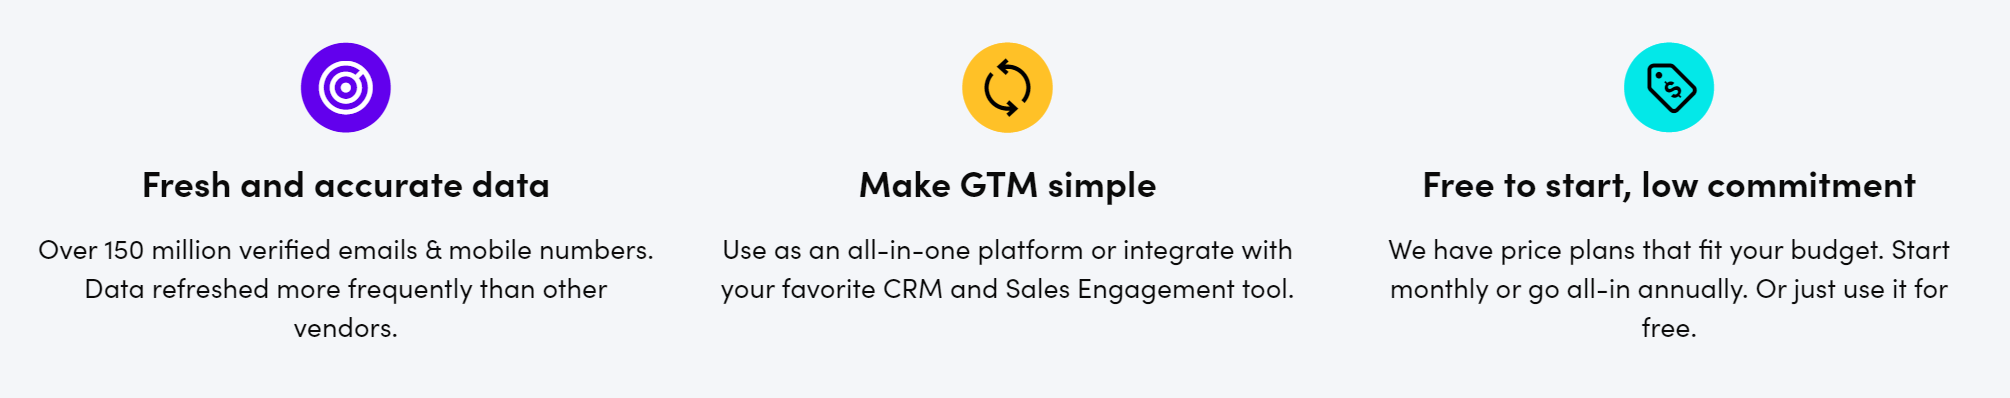 Fresh and accurate data
Over 150 million verified emails & mobile numbers.
Data refreshed more frequently than other
vendors.
Make GTM simple
Use as an all-in-one platform or integrate with
your favorite CRM and Sales Engagement tool.
Free to start, low commitment
We have price plans that fit your budget. Start
monthly or go all-in annually. Or just use it for
free.